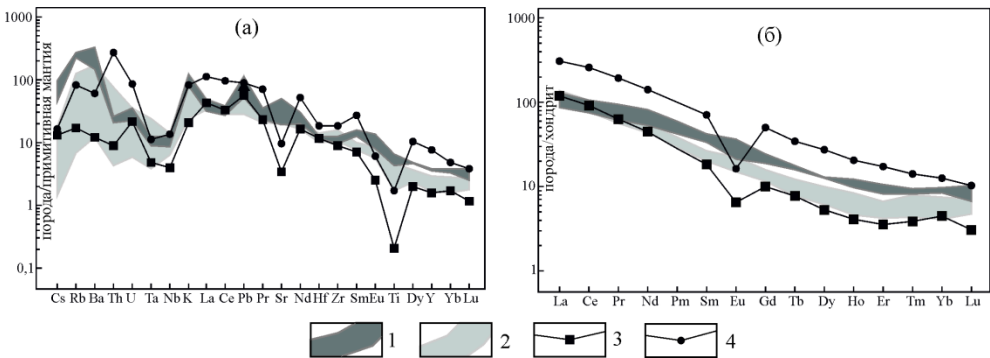 (а)
1000
100
10
1
0,1
порода/примитивная мантия
Cs Rb Ba Th U Ta Nb K La Ce Pb Pr Sr Nd Hf Zr Sm Eu Ti Dy Y Yb Lu
(б)
1000
100
10
1
порода/хондрит
La Ce Pr Nd Pm Sm Eu Gd Tb Dy Ho Er Tm Yb Lu
1 2 3 4